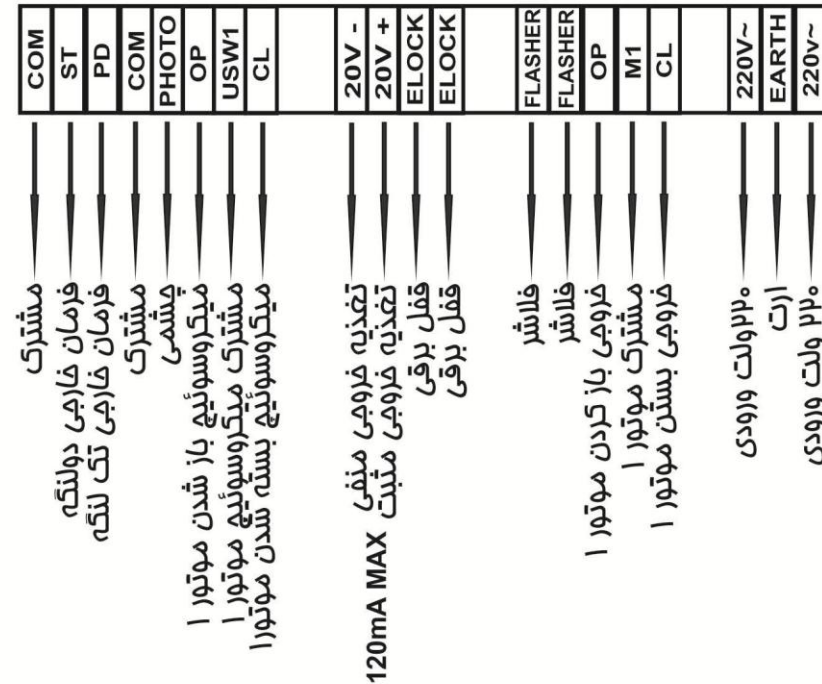 COM
ST
PD
COM
PHOTO
OP
USW1
CL
20V -
20V +
ELOCK
ELOCK
FLASHER
FLASHER
OP
M1
CL
220V~
EARTH
220v~
مشترک
فرمان خارجی دولنگه
فرمان خارجی تک لنگه
مشترک
چشمی
میکروسوئیچ باز شدن موتور ۱
مشترک میکروسوئیچ موتور ۱
میکروسوئیچ بسته شدن موتور۱
تغذیه خروجی منفی
تغذیه خروجی مثبت
120mA MAX
قفل برقی
قفل برقی
فلاشر
فلاشر
خروجی باز کردن موتور ۱
مشترک موتور ۱
خروجی بستن موتور ۱
۲۲۰ولت ورودی
ارت
۲۲۰ ولت ورودی